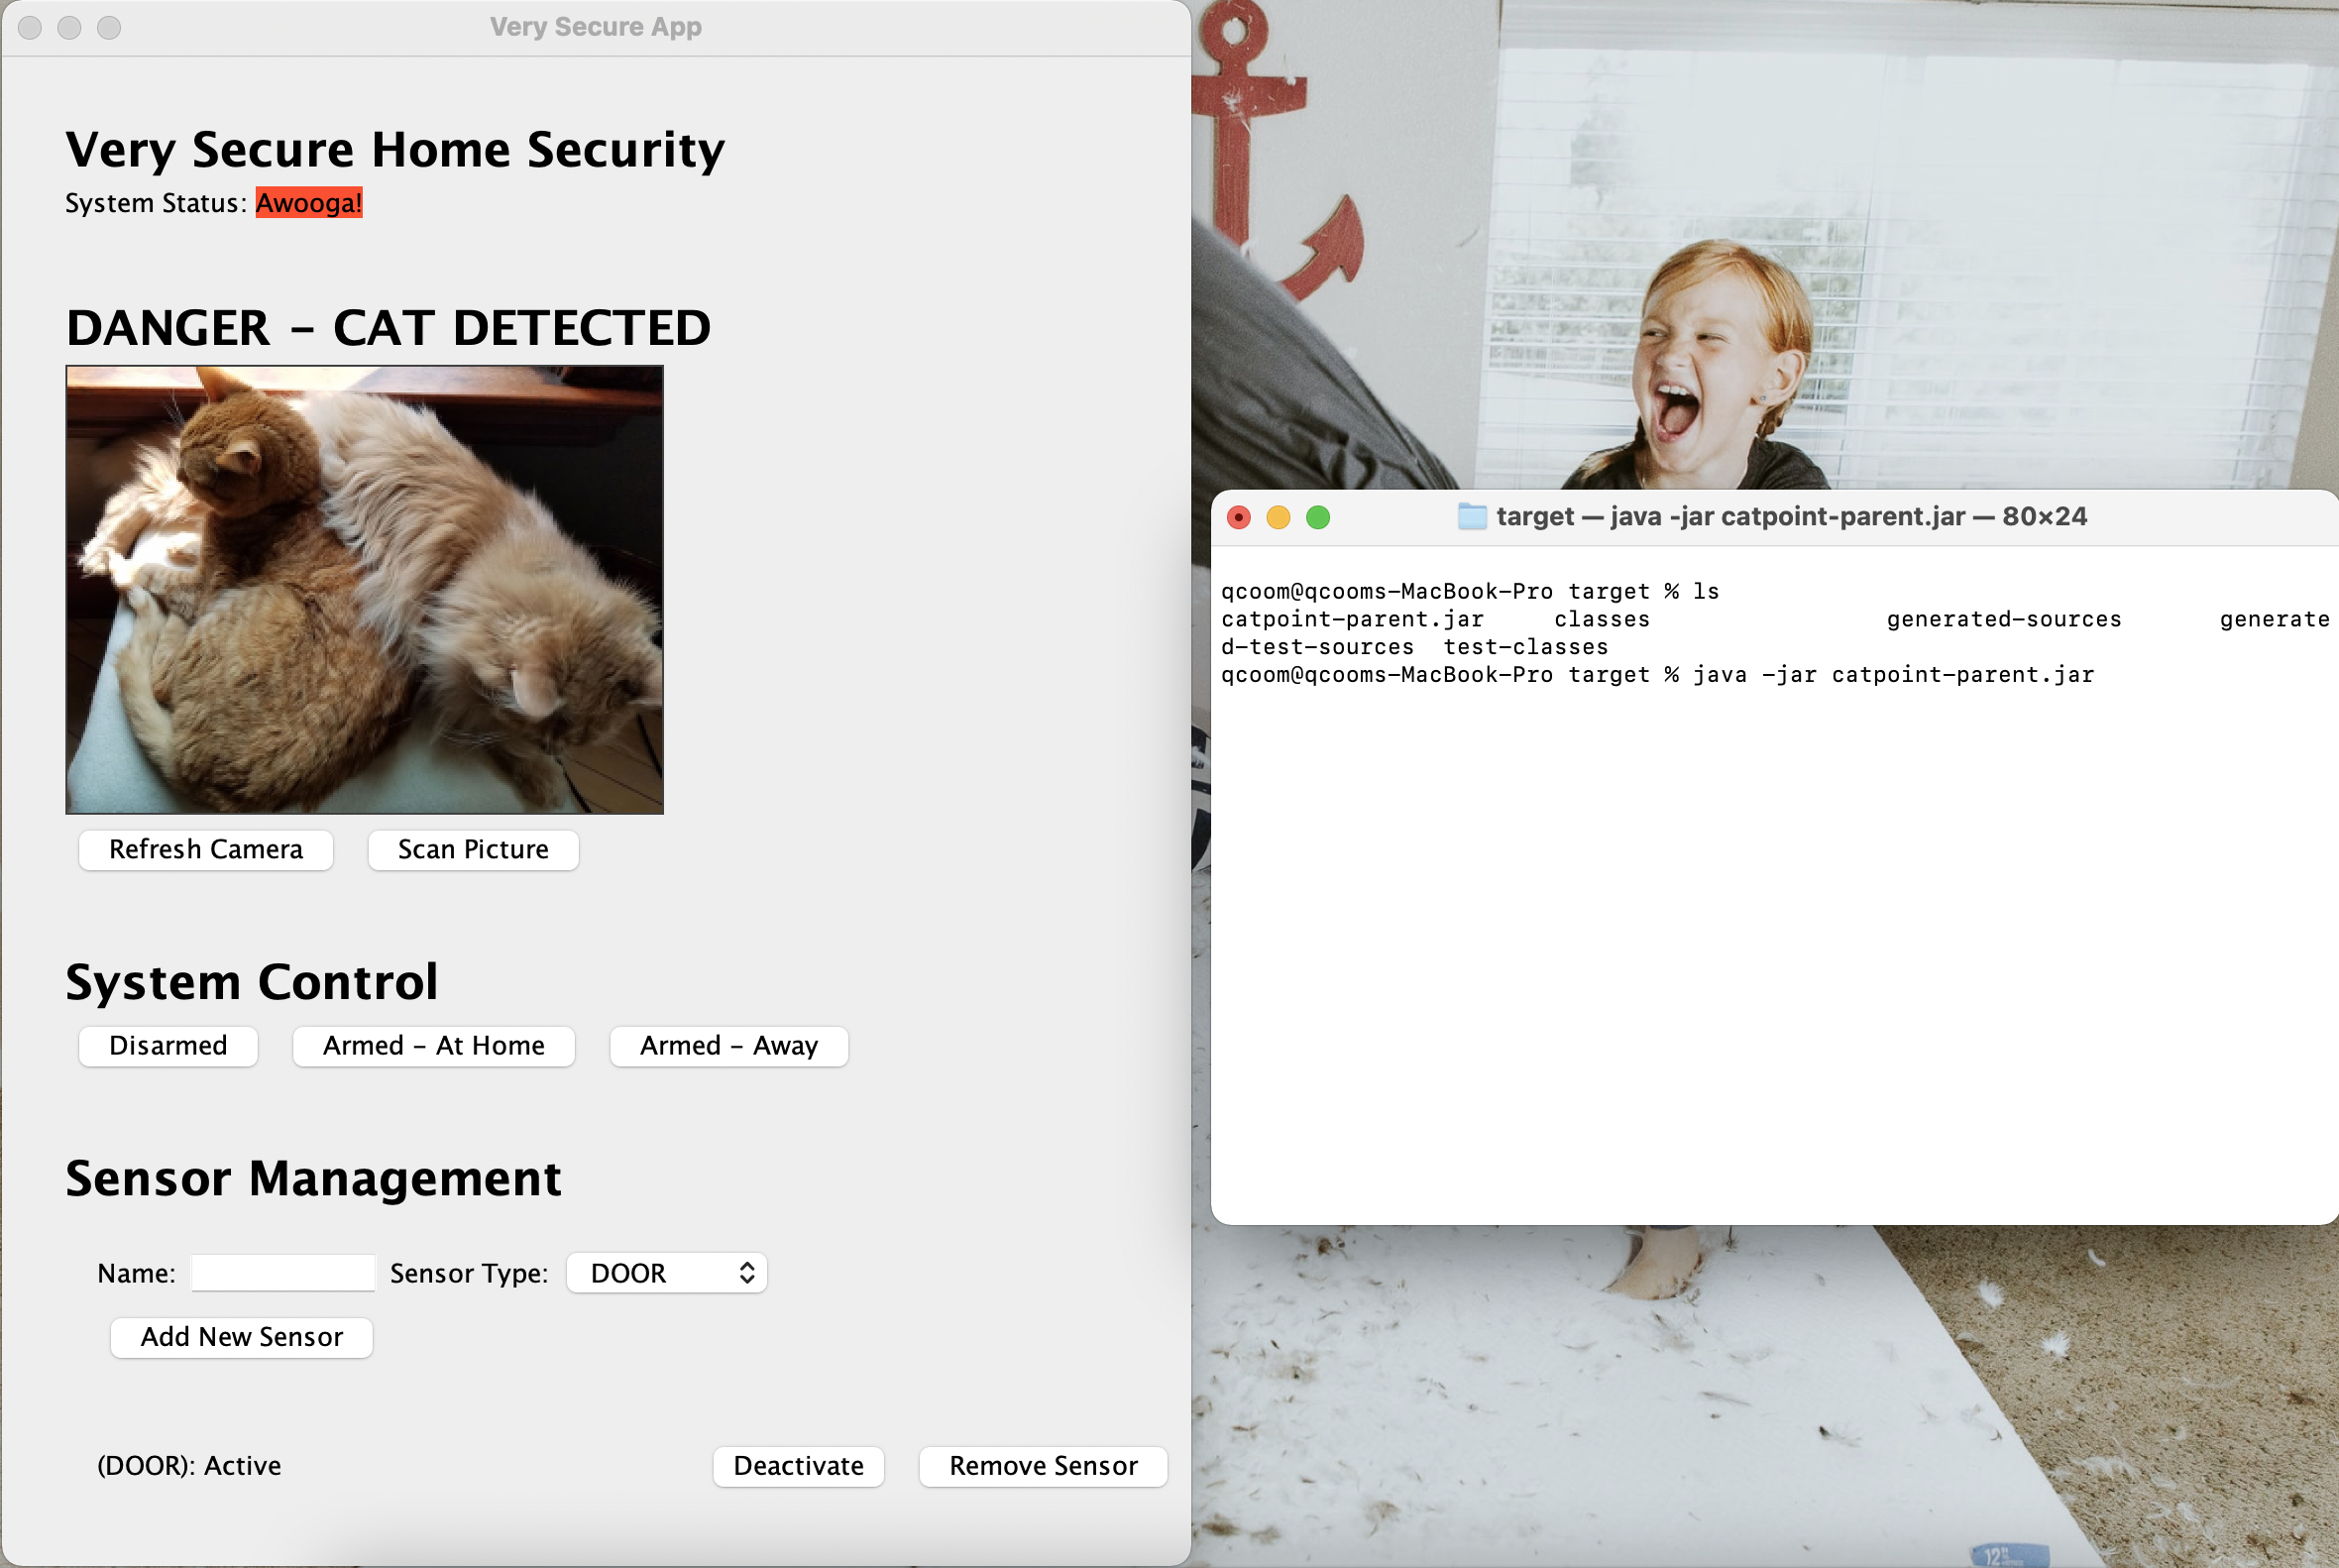 Very Secure App
Very Secure Home Security
System Status: Awooga!
DANGER – CAT DETECTED
Refresh Camera
Scan Picture
System Control
Disarmed
Armed – At Home
Armed – Away
Sensor Management
Name:
Sensor Type:
DOOR
Add New Sensor
(DOOR): Active
Deactivate
Remove Sensor
target — java -jar catpoint-parent.jar — 80×24
qcoom@qcooms-MacBook-Pro target % ls
catpoint-parent.jar classes generated-sources generate
d-test-sources test-classes
qcoom@qcooms-MacBook-Pro target % java -jar catpoint-parent.jar
12"